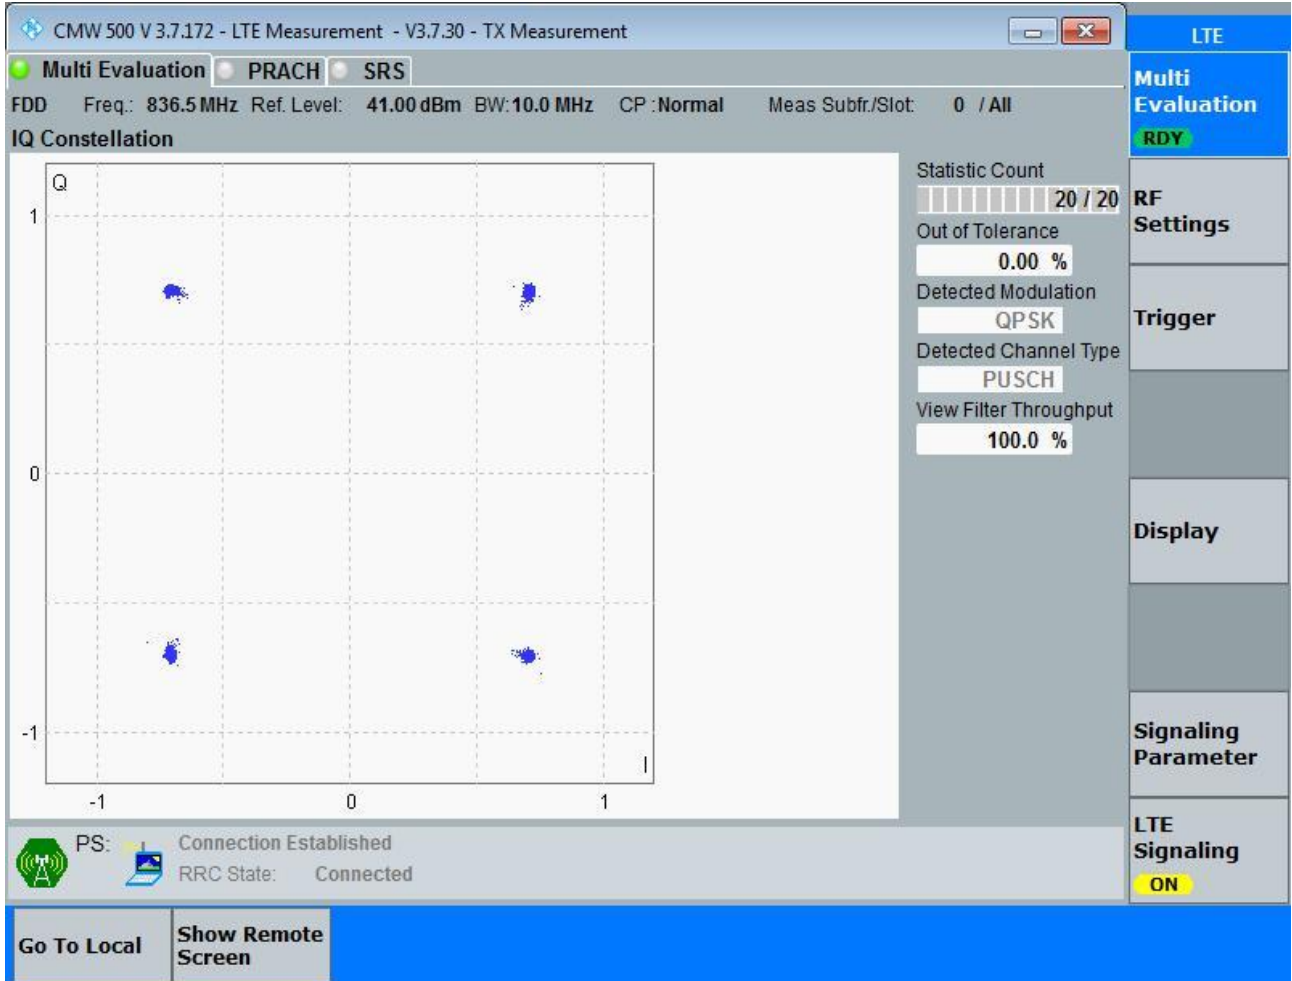 CMW 500 V 3.7.172 - LTE Measurement - V3.7.30 - TX Measurement
LTE
Multi Evaluation PRACH SRS
FDD Freq.: 836.5 MHz Ref. Level: 41.00 dBm BW: 10.0 MHz CP : Normal Meas Subfr./Slot: 0 / All
IQ Constellation
Q
1
0
-1
-1 0 1
I
Statistic Count
20 / 20
Out of Tolerance
0.00 %
Detected Modulation
QPSK
Detected Channel Type
PUSCH
View Filter Throughput
100.0 %
Multi
Evaluation
RDY
RF
Settings
Trigger
Display
Signaling
Parameter
LTE
Signaling
ON
PS: Connection Established
RRC State: Connected
Go To Local
Show Remote
Screen